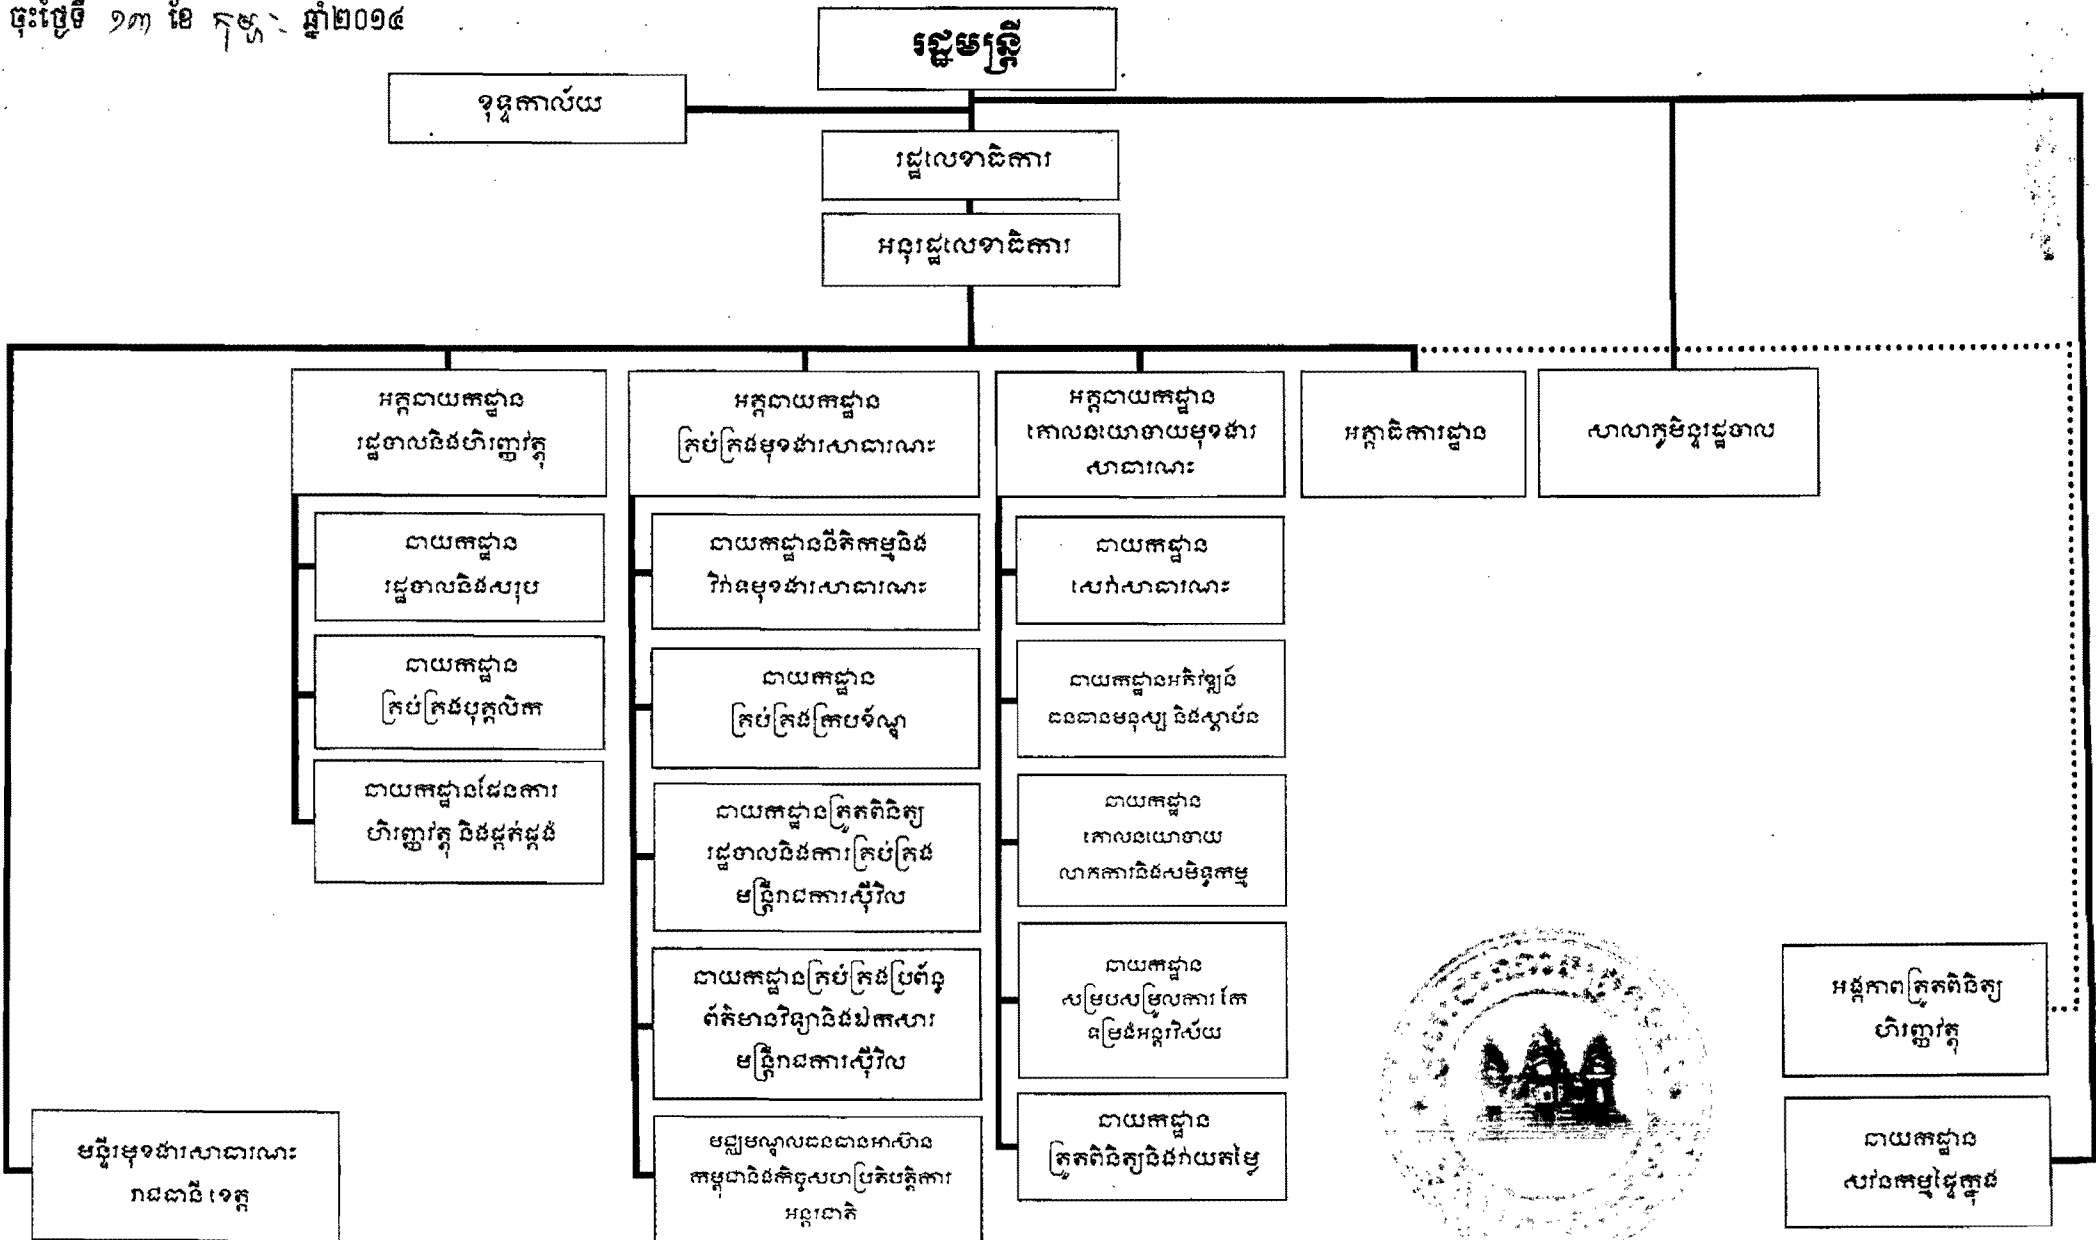 ចុះថ្ងៃទី ១៣ ខែ កុម្ភៈ ឆ្នាំ២០១៤
រដ្ឋមន្ត្រី
ខុទ្ទកាល័យ
រដ្ឋលេខាធិការ
អនុរដ្ឋលេខាធិការ
អគ្គនាយកដ្ឋាន
រដ្ឋបាលនិងហិរញ្ញវត្ថុ
អគ្គនាយកដ្ឋាន
គ្រប់គ្រងមុខងារសាធារណៈ
អគ្គនាយកដ្ឋាន
គោលនយោបាយមុខងារ
សាធារណៈ
អគ្គាធិការដ្ឋាន
សាលាភូមិន្ទរដ្ឋបាល
នាយកដ្ឋាន
រដ្ឋបាលនិងសរុប
នាយកដ្ឋាន
គ្រប់គ្រងបុគ្គលិក
នាយកដ្ឋានផែនការ
ហិរញ្ញវត្ថុ និងផ្គត់ផ្គង់
នាយកដ្ឋាននីតិកម្មនិង
វិវាទមុខងារសាធារណៈ
នាយកដ្ឋាន
គ្រប់គ្រងក្របខ័ណ្ឌ
នាយកដ្ឋានត្រួតពិនិត្យ
រដ្ឋបាលនិងការគ្រប់គ្រង
មន្ត្រីរាជការស៊ីវិល
នាយកដ្ឋានគ្រប់គ្រងប្រព័ន្ធ
ព័ត៌មានវិទ្យានិងឯកសារ
មន្ត្រីរាជការស៊ីវិល
មជ្ឈមណ្ឌលធនធានអាស៊ាន
កម្ពុជានិងកិច្ចសហប្រតិបត្តិការ
អន្តរជាតិ
នាយកដ្ឋាន
សេវាសាធារណៈ
នាយកដ្ឋានអភិវឌ្ឍន៍
ធនធានមនុស្ស និងស្ថាប័ន
នាយកដ្ឋាន
គោលនយោបាយ
លាភការនិងសមិទ្ធកម្ម
នាយកដ្ឋាន
សម្របសម្រួលការ កែ
ទម្រង់អន្តរវិស័យ
នាយកដ្ឋាន
ត្រួតពិនិត្យនិងវាយតម្លៃ
មន្ទីរមុខងារសាធារណៈ
រាជធានី ខេត្ត
អង្គភាពត្រួតពិនិត្យ
ហិរញ្ញវត្ថុ
នាយកដ្ឋាន
សវនកម្មផ្ទៃក្នុង